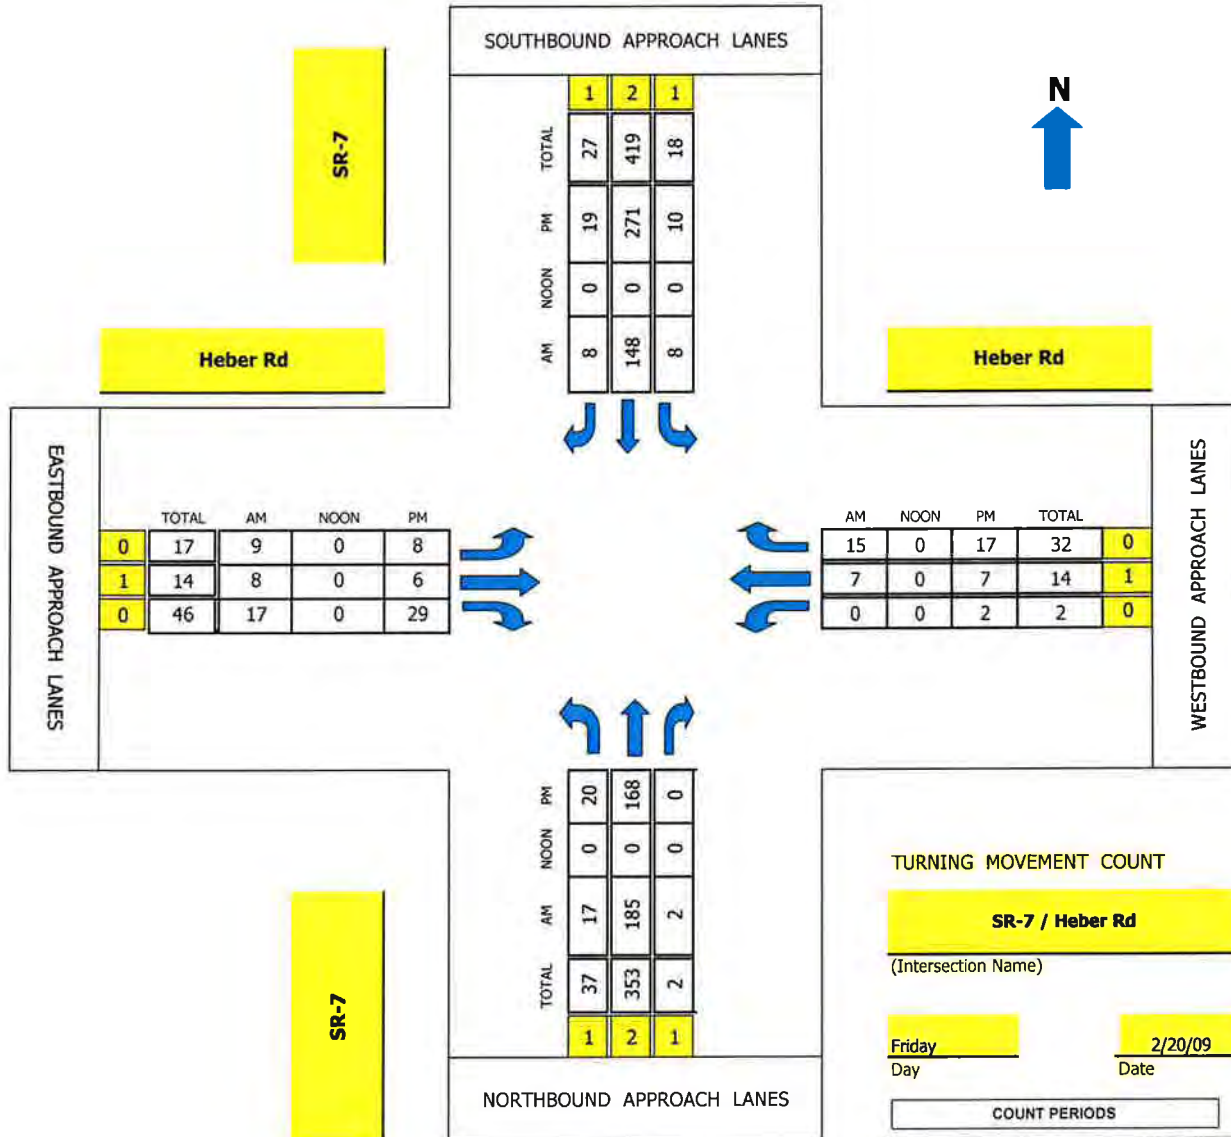 SOUTHBOUND APPROACH LANES
1 2 1
TOTAL 27 419 18
PM 19 271 10
NOON 0 0 0
AM 8 148 8
SR-7
N
Heber Rd
Heber Rd
EASTBOUND APPROACH LANES
TOTAL AM NOON PM
0 17 9 0 8
1 14 8 0 6
0 46 17 0 29
AM NOON PM TOTAL
15 0 17 32 0
7 0 7 14 1
0 0 2 2 0
WESTBOUND APPROACH LANES
PM 20 168 0
NOON 0 0 0
AM 17 185 2
TOTAL 37 353 2
1 2 1
NORTHBOUND APPROACH LANES
SR-7
TURNING MOVEMENT COUNT
SR-7 / Heber Rd
(Intersection Name)
Friday 2/20/09
Day Date
COUNT PERIODS